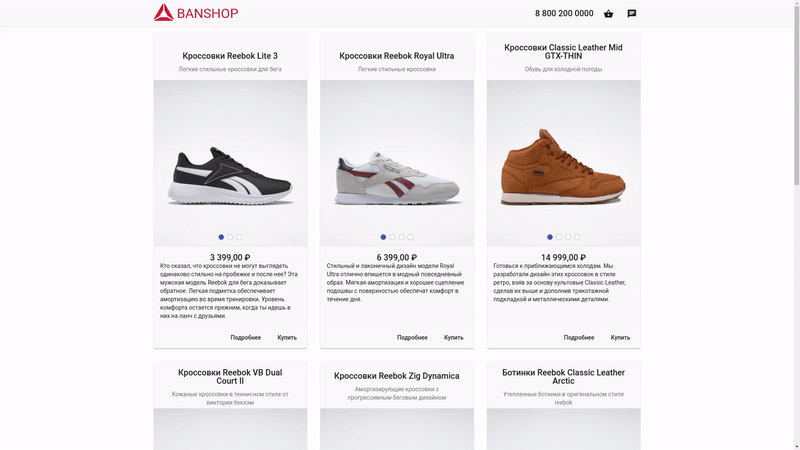 BANSHOP
8 800 200 0000
Кроссовки Reebok Lite 3
Легкие стильные кроссовки для бега
3 399,00 ₽
Кто сказал, что кроссовки не могут выглядеть
одинаково стильно на пробежке и после нее? Эта
мужская модель Reebok для бега доказывает
обратное. Легкая подметка обеспечивает
амортизацию во время тренировки. Уровень
комфорта остается прежним, когда ты идешь в
них на ланч с друзьями.
Подробнее Купить
Кроссовки Reebok Royal Ultra
Легкие стильные кроссовки
6 399,00 ₽
Стильный и лаконичный дизайн модели Royal
Ultra отлично впишется в модный повседневный
образ. Мягкая амортизация и хорошее сцепление
подошвы с поверхностью обеспечат комфорт в
течение дня.
Подробнее Купить
Кроссовки Classic Leather Mid
GTX-THIN
Обувь для холодной погоды
14 999,00 ₽
Готовься к приближающимся холодам. Мы
разработали дизайн этих кроссовок в стиле
ретро, взяв за основу культовые Classic Leather,
сделав их выше и дополнив трикотажной
подкладкой и металлическими деталями.
Подробнее Купить
Кроссовки Reebok VB Dual
Court II
Кожаные кроссовки в теннисном стиле от
виктории бекхэм
Кроссовки Reebok Zig Dynamica
Амортизирующие кроссовки с
прогрессивным беговым дизайном
Ботинки Reebok Classic Leather
Arctic
Утепленные ботинки в оригинальном стиле
reebok